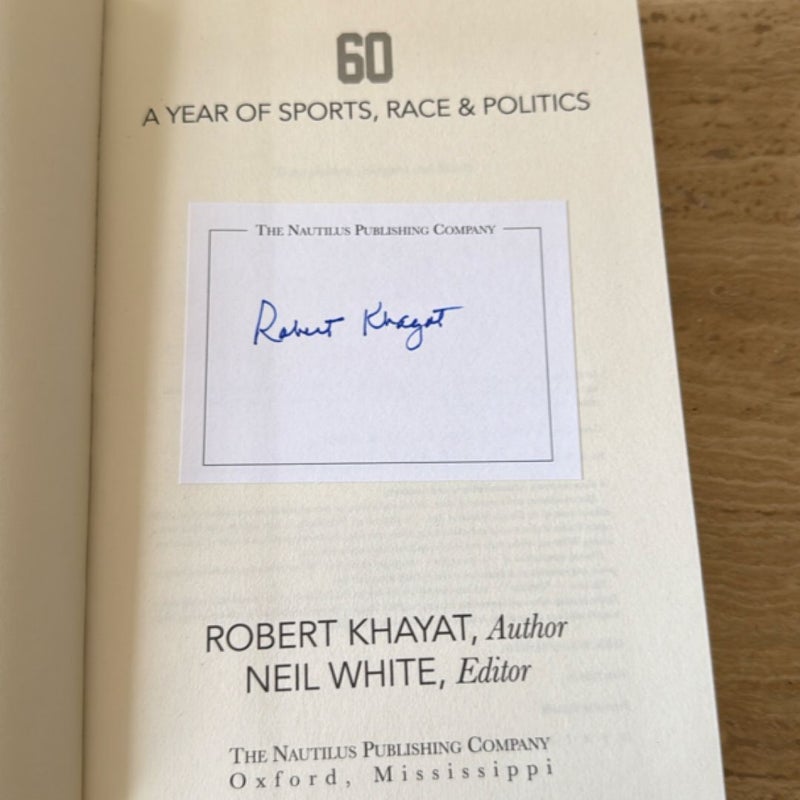 60
A YEAR OF SPORTS, RACE & POLITICS
THE NAUTILUS PUBLISHING COMPANY
Robert Khayat
ROBERT KHAYAT, Author
NEIL WHITE, Editor
THE NAUTILUS PUBLISHING COMPANY
Oxford, Mississippi